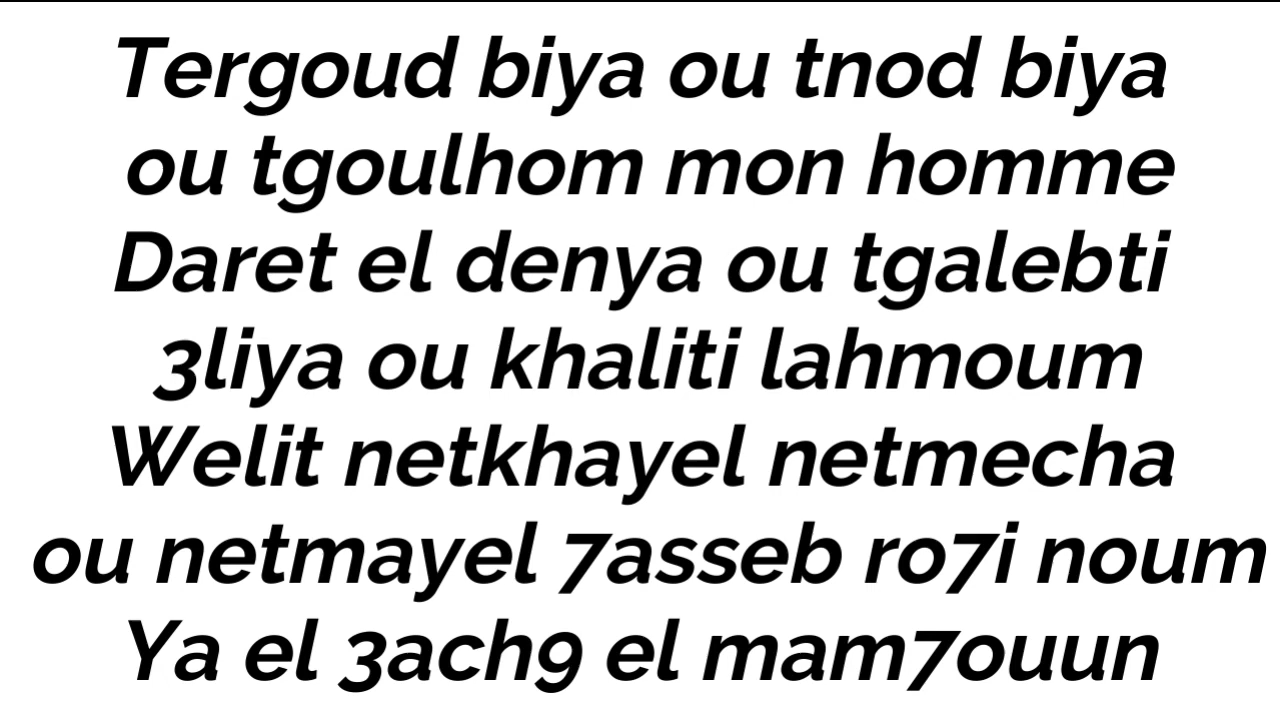 Tergoud biya ou tnod biya
ou tgoulhom mon homme
Daret el denya ou tgalebti
3liya ou khaliti lahmoum
Welit netkhayel netmecha
ou netmayel 7asseb ro7i noum
Ya el 3ach9 el mam7ouun